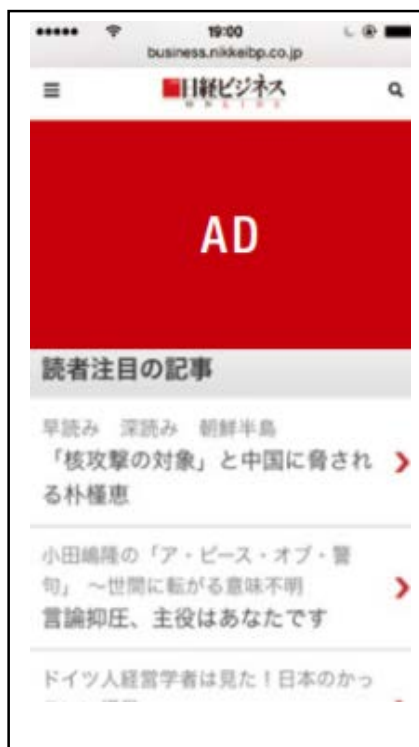 19:00
business.nikkeibp.co.jp
日経ビジネス
ONLINE
AD
読者注目の記事
早読み 深読み 朝鮮半島
「核攻撃の対象」と中国に脅され
る朴槿恵
小田嶋隆の「ア・ピース・オブ・警
句」 ～世間に転がる意味不明
言論抑圧、主役はあなたです
ドイツ人経営学者は見た！日本のかっ